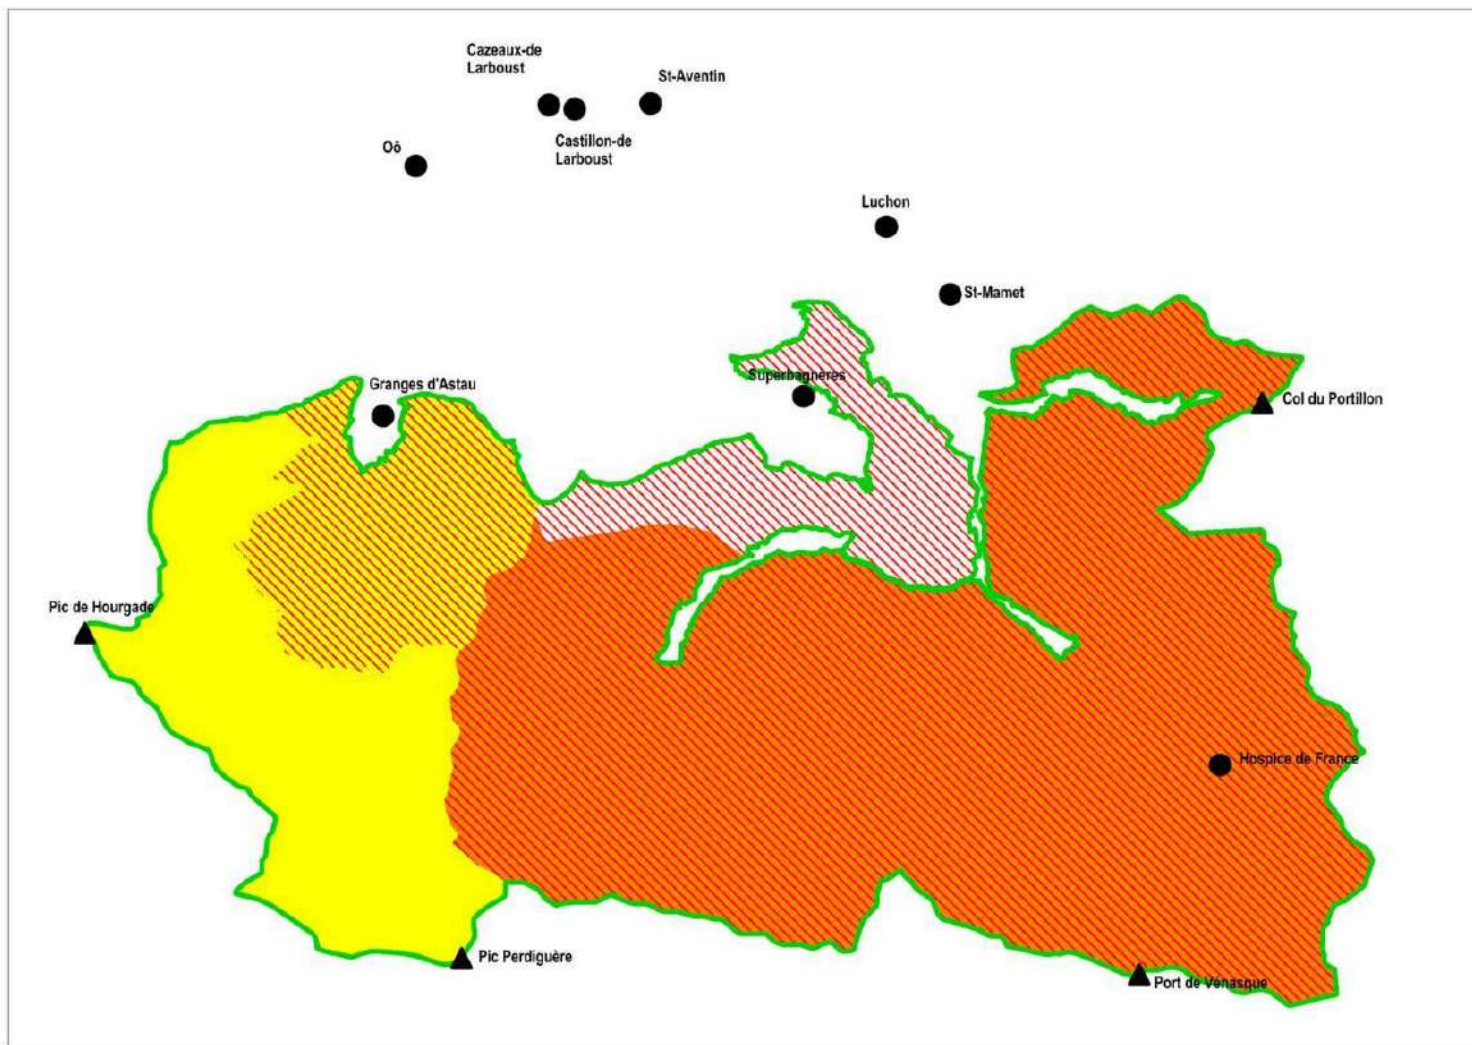 Cazeaux-de
Larboust
St-Aventin
Castillon-de
Larboust
Oô
Luchon
St-Mamet
Granges d'Astau
Superbagnères
Col du Portillon
Pic de Hourgade
Hospice de France
Pic Perdiguère
Port de Vénasque